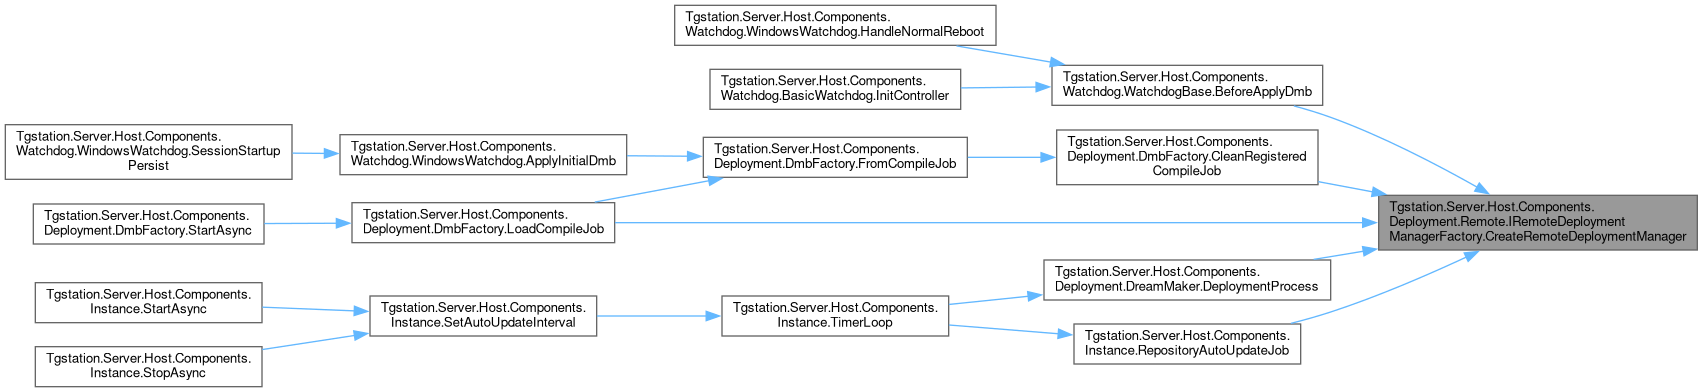 Tgstation.Server.Host.Components.
Watchdog.WindowsWatchdog.HandleNormalReboot
Tgstation.Server.Host.Components.
Watchdog.BasicWatchdog.InitController
Tgstation.Server.Host.Components.
Watchdog.WatchdogBase.BeforeApplyDmb
Tgstation.Server.Host.Components.
Watchdog.WindowsWatchdog.SessionStartup
Persist
Tgstation.Server.Host.Components.
Watchdog.WindowsWatchdog.ApplyInitialDmb
Tgstation.Server.Host.Components.
Deployment.DmbFactory.FromCompileJob
Tgstation.Server.Host.Components.
Deployment.DmbFactory.CleanRegistered
CompileJob
Tgstation.Server.Host.Components.
Deployment.DmbFactory.StartAsync
Tgstation.Server.Host.Components.
Deployment.DmbFactory.LoadCompileJob
Tgstation.Server.Host.Components.
Deployment.Remote.IRemoteDeployment
ManagerFactory.CreateRemoteDeploymentManager
Tgstation.Server.Host.Components.
Deployment.DreamMaker.DeploymentProcess
Tgstation.Server.Host.Components.
Instance.StartAsync
Tgstation.Server.Host.Components.
Instance.SetAutoUpdateInterval
Tgstation.Server.Host.Components.
Instance.TimerLoop
Tgstation.Server.Host.Components.
Instance.RepositoryAutoUpdateJob
Tgstation.Server.Host.Components.
Instance.StopAsync